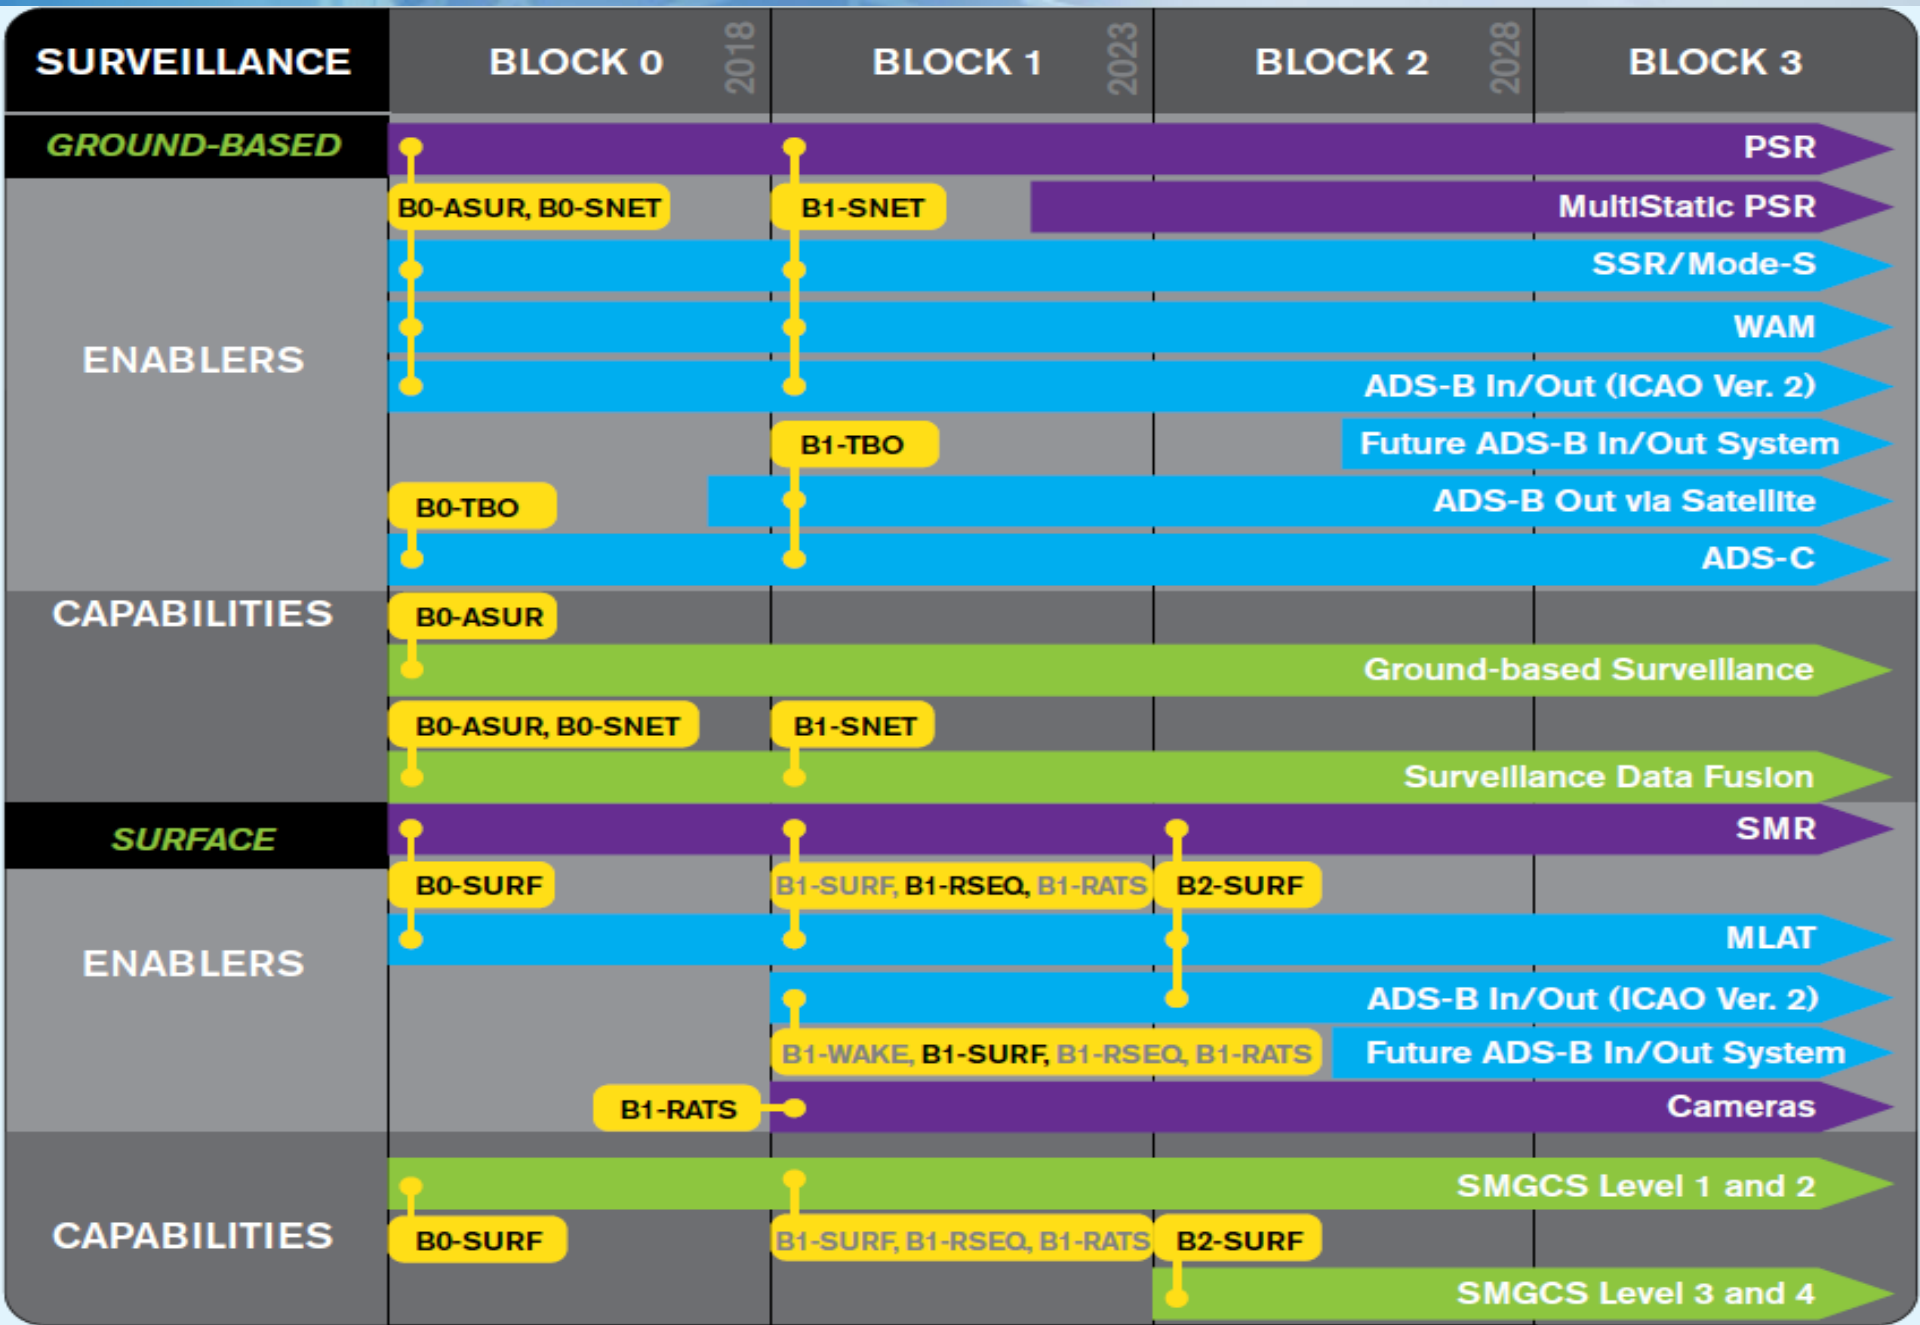 SURVEILLANCE BLOCK 0 2018 BLOCK 1 2023 BLOCK 2 2028 BLOCK 3
GROUND-BASED PSR
B0-ASUR, B0-SNET B1-SNET MultiStatic PSR
SSR/Mode-S
WAM
ENABLERS
ADS-B In/Out (ICAO Ver. 2)
B1-TBO Future ADS-B In/Out System
B0-TBO ADS-B Out via Satellite
ADS-C
CAPABILITIES B0-ASUR
Ground-based Surveillance
B0-ASUR, B0-SNET B1-SNET
Surveillance Data Fusion
SURFACE SMR
B0-SURF B1-SURF, B1-RSEQ, B1-RATS B2-SURF
MLAT
ENABLERS
ADS-B In/Out (ICAO Ver. 2)
B1-WAKE, B1-SURF, B1-RSEQ, B1-RATS Future ADS-B In/Out System
B1-RATS Cameras
SMGCS Level 1 and 2
CAPABILITIES B0-SURF B1-SURF, B1-RSEQ, B1-RATS B2-SURF
SMGCS Level 3 and 4